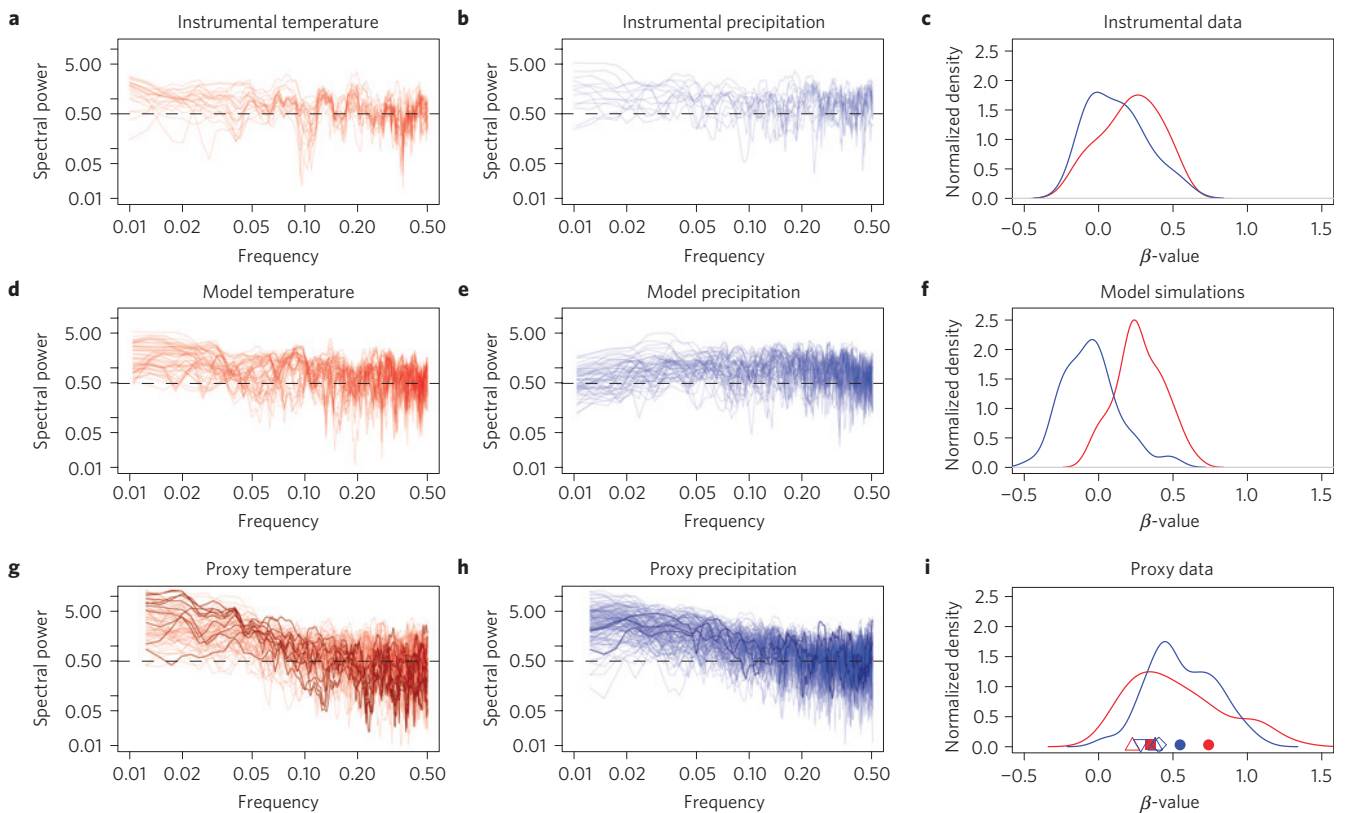 a Instrumental temperature
Spectral power
5.00
0.50
0.05
0.01
0.01 0.02 0.05 0.10 0.20 0.50
Frequency
b Instrumental precipitation
Spectral power
5.00
0.50
0.05
0.01
0.01 0.02 0.05 0.10 0.20 0.50
Frequency
c Instrumental data
Normalized density
2.5
2.0
1.5
1.0
0.5
0.0
−0.5 0.0 0.5 1.0 1.5
β-value
d Model temperature
Spectral power
5.00
0.50
0.05
0.01
0.01 0.02 0.05 0.10 0.20 0.50
Frequency
e Model precipitation
Spectral power
5.00
0.50
0.05
0.01
0.01 0.02 0.05 0.10 0.20 0.50
Frequency
f Model simulations
Normalized density
2.5
2.0
1.5
1.0
0.5
0.0
−0.5 0.0 0.5 1.0 1.5
β-value
g Proxy temperature
Spectral power
5.00
0.50
0.05
0.01
0.01 0.02 0.05 0.10 0.20 0.50
Frequency
h Proxy precipitation
Spectral power
5.00
0.50
0.05
0.01
0.01 0.02 0.05 0.10 0.20 0.50
Frequency
i Proxy data
Normalized density
2.5
2.0
1.5
1.0
0.5
0.0
−0.5 0.0 0.5 1.0 1.5
β-value